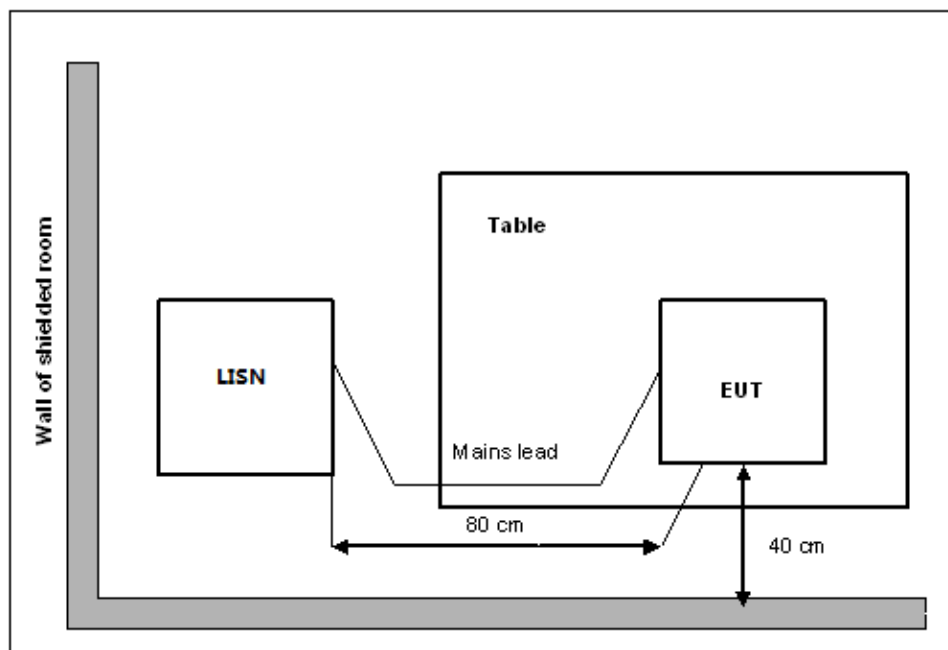 Wall of shielded room
Table
LISN
EUT
Mains lead
80 cm
40 cm